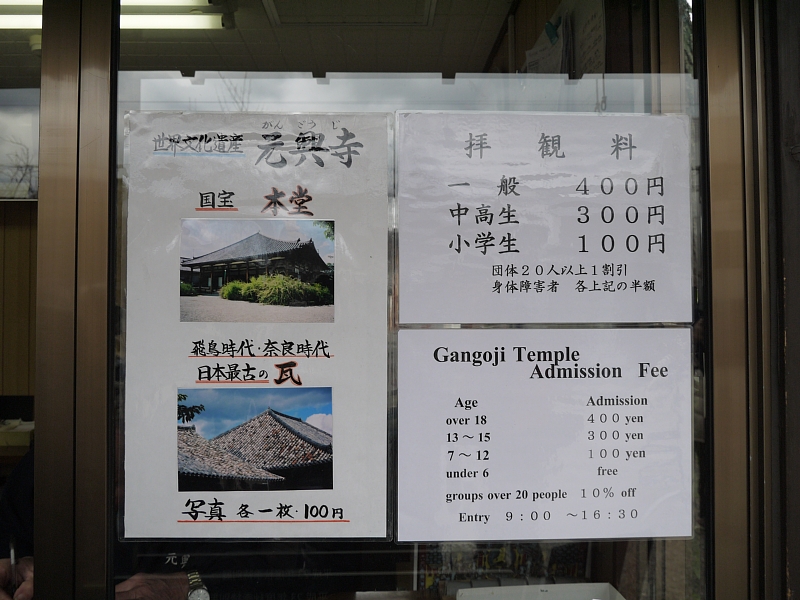 世界文化遺産 元興寺
がんごうじ
国宝 本堂
飛鳥時代・奈良時代
日本最古の瓦
写真 各一枚・100円
拝観料
一般 400円
中高生 300円
小学生 100円
団体20人以上1割引
身体障害者 各上記の半額
Gangoji Temple
Admission Fee
Age Admission
over 18 400 yen
13～15 300 yen
7～12 100 yen
under 6 free
groups over 20 people 10% off
Entry 9:00 ～16:30
元興